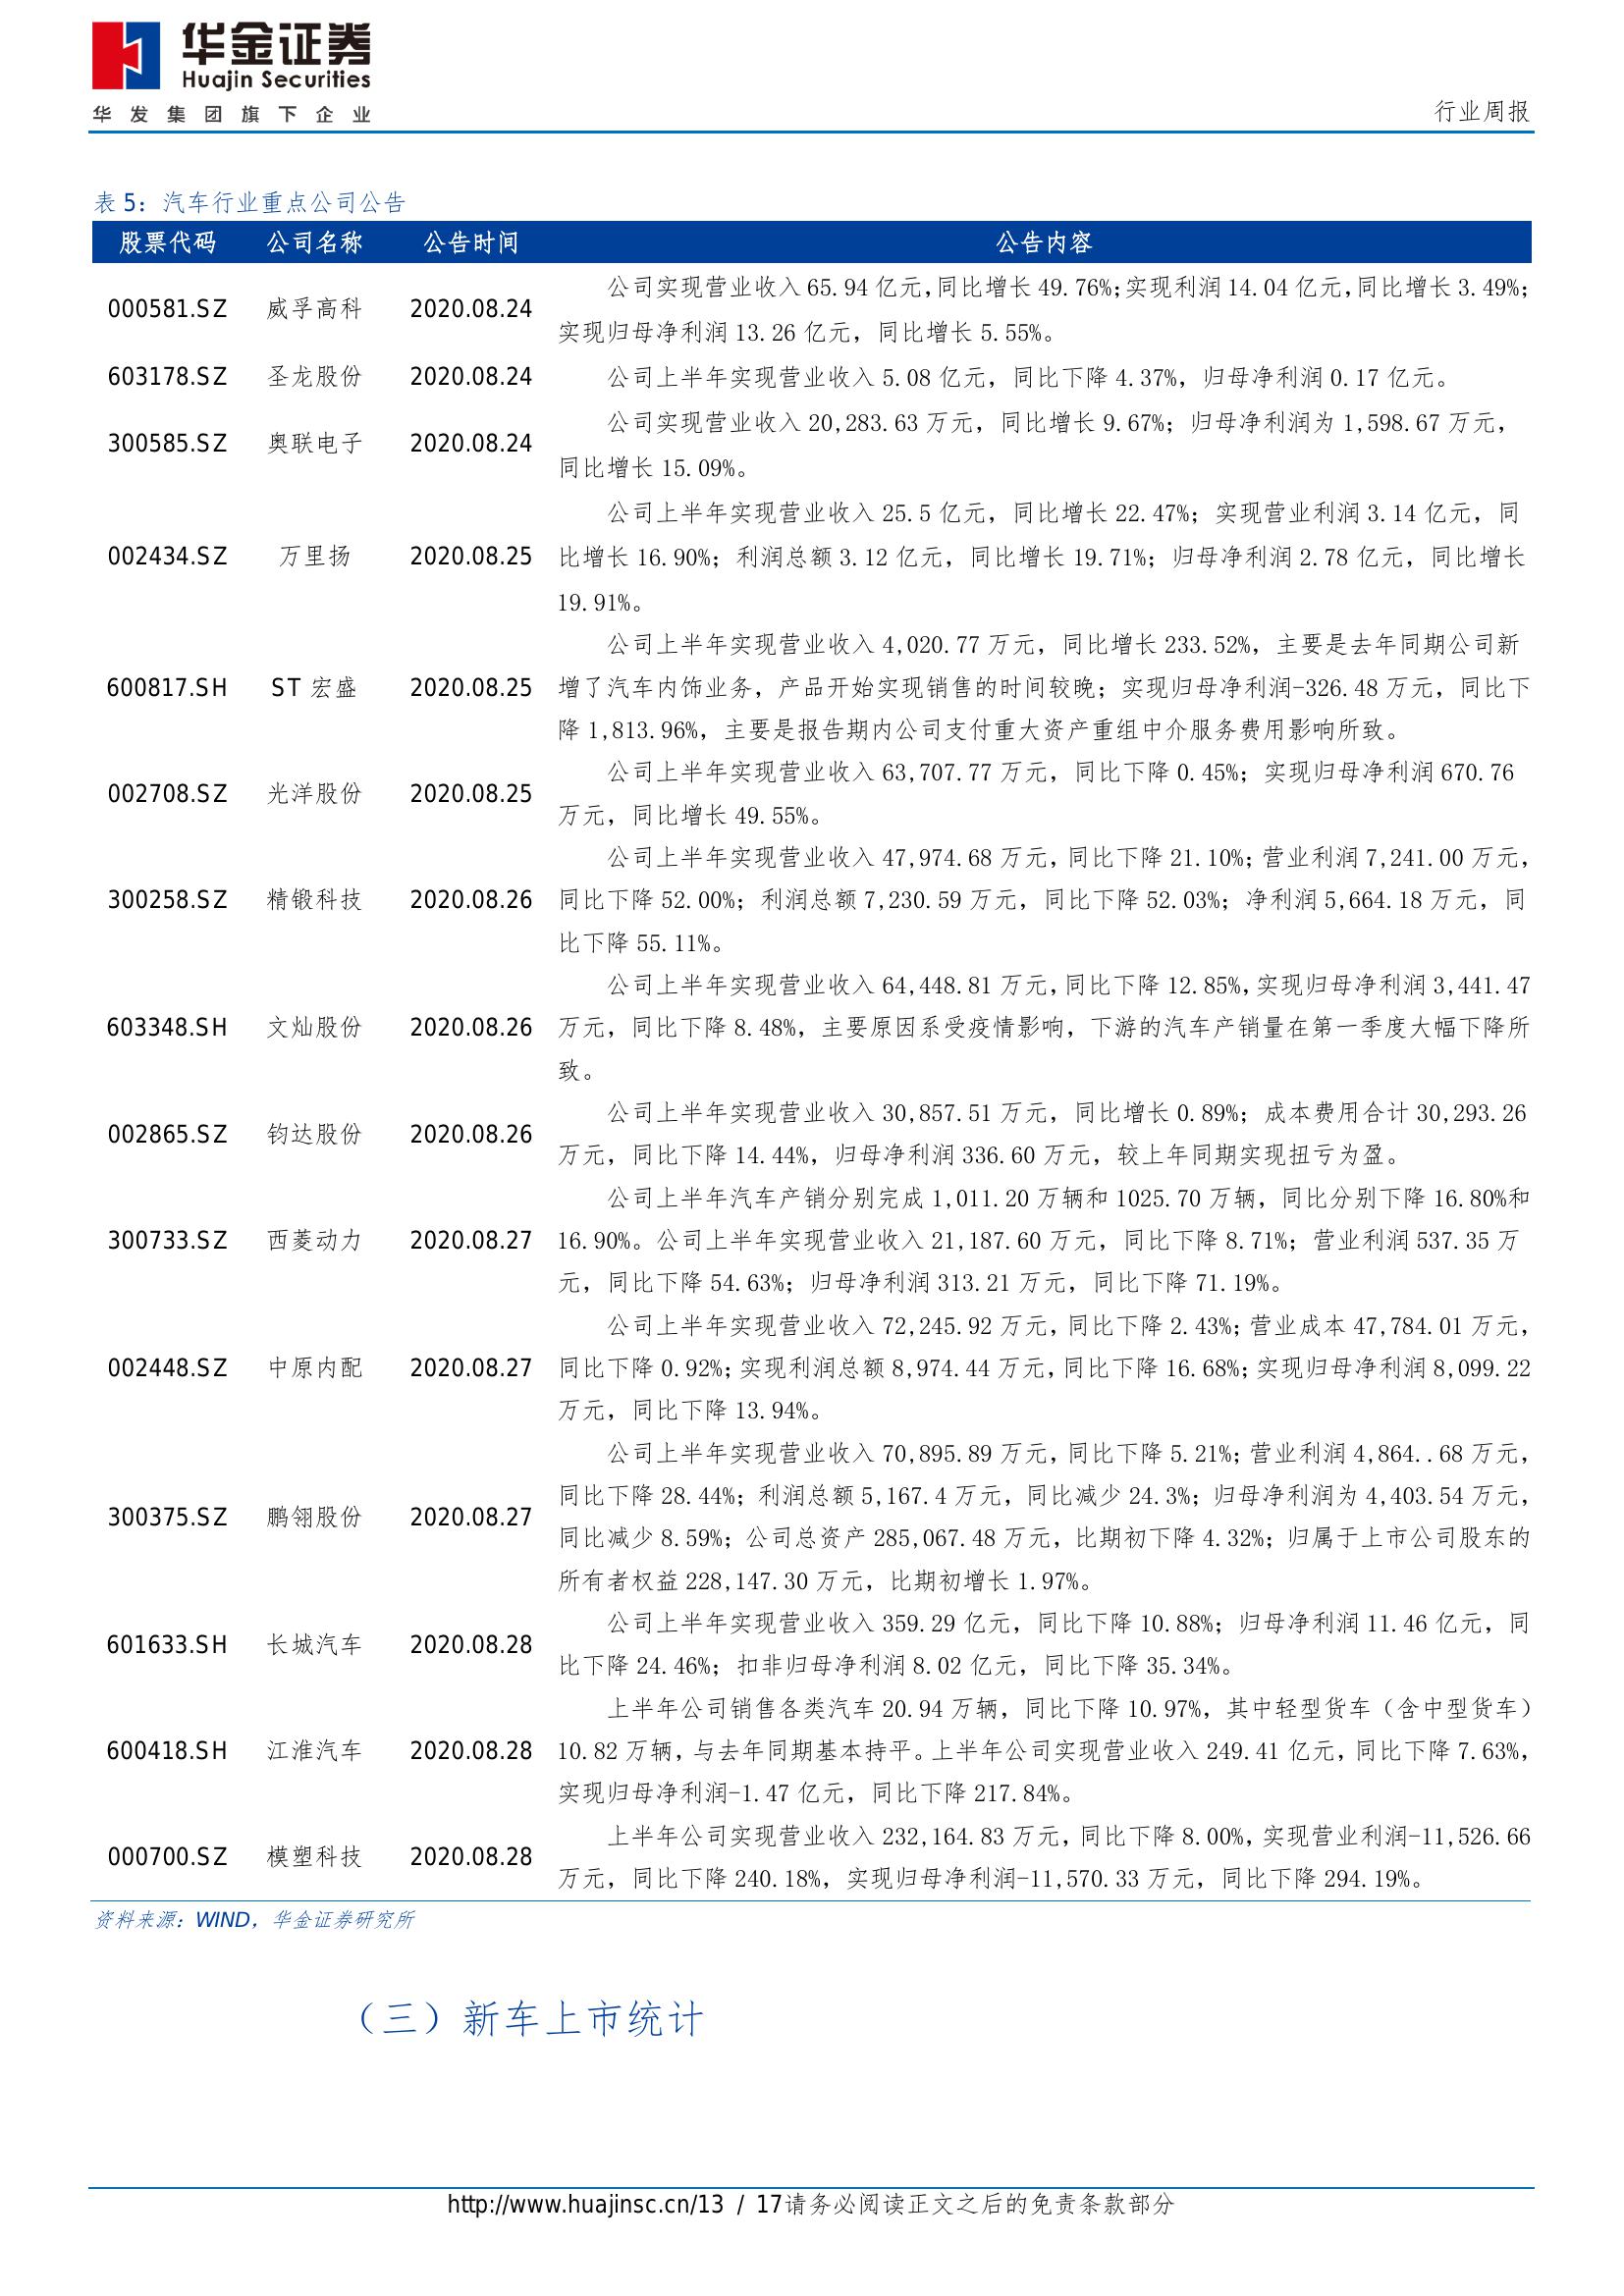 华金证券
Huajin Securities
华发集团旗下企业
行业周报
表 5：汽车行业重点公司公告
股票代码 公司名称 公告时间 公告内容
000581.SZ 威孚高科 2020.08.24 公司实现营业收入 65.94 亿元，同比增长 49.76%；实现利润 14.04 亿元，同比增长 3.49%；
实现归母净利润 13.26 亿元，同比增长 5.55%。
603178.SZ 圣龙股份 2020.08.24 公司上半年实现营业收入 5.08 亿元，同比下降 4.37%，归母净利润 0.17 亿元。
300585.SZ 奥联电子 2020.08.24 公司实现营业收入 20,283.63 万元，同比增长 9.67%；归母净利润为 1,598.67 万元，
同比增长 15.09%。
002434.SZ 万里扬 2020.08.25 公司上半年实现营业收入 25.5 亿元，同比增长 22.47%；实现营业利润 3.14 亿元，同
比增长 16.90%；利润总额 3.12 亿元，同比增长 19.71%；归母净利润 2.78 亿元，同比增长
19.91%。
600817.SH ST 宏盛 2020.08.25 公司上半年实现营业收入 4,020.77 万元，同比增长 233.52%，主要是去年同期公司新
增了汽车内饰业务，产品开始实现销售的时间较晚；实现归母净利润-326.48 万元，同比下
降 1,813.96%，主要是报告期内公司支付重大资产重组中介服务费用影响所致。
002708.SZ 光洋股份 2020.08.25 公司上半年实现营业收入 63,707.77 万元，同比下降 0.45%；实现归母净利润 670.76
万元，同比增长 49.55%。
300258.SZ 精锻科技 2020.08.26 公司上半年实现营业收入 47,974.68 万元，同比下降 21.10%；营业利润 7,241.00 万元，
同比下降 52.00%；利润总额 7,230.59 万元，同比下降 52.03%；净利润 5,664.18 万元，同
比下降 55.11%。
603348.SH 文灿股份 2020.08.26 公司上半年实现营业收入 64,448.81 万元，同比下降 12.85%，实现归母净利润 3,441.47
万元，同比下降 8.48%，主要原因系受疫情影响，下游的汽车产销量在第一季度大幅下降所
致。
002865.SZ 钧达股份 2020.08.26 公司上半年实现营业收入 30,857.51 万元，同比增长 0.89%；成本费用合计 30,293.26
万元，同比下降 14.44%，归母净利润 336.60 万元，较上年同期实现扭亏为盈。
300733.SZ 西菱动力 2020.08.27 公司上半年汽车产销分别完成 1,011.20 万辆和 1025.70 万辆，同比分别下降 16.80%和
16.90%。公司上半年实现营业收入 21,187.60 万元，同比下降 8.71%；营业利润 537.35 万
元，同比下降 54.63%；归母净利润 313.21 万元，同比下降 71.19%。
002448.SZ 中原内配 2020.08.27 公司上半年实现营业收入 72,245.92 万元，同比下降 2.43%；营业成本 47,784.01 万元，
同比下降 0.92%；实现利润总额 8,974.44 万元，同比下降 16.68%；实现归母净利润 8,099.22
万元，同比下降 13.94%。
300375.SZ 鹏翎股份 2020.08.27 公司上半年实现营业收入 70,895.89 万元，同比下降 5.21%；营业利润 4,864..68 万元，
同比下降 28.44%；利润总额 5,167.4 万元，同比减少 24.3%；归母净利润为 4,403.54 万元，
同比减少 8.59%；公司总资产 285,067.48 万元，比期初下降 4.32%；归属于上市公司股东的
所有者权益 228,147.30 万元，比期初增长 1.97%。
601633.SH 长城汽车 2020.08.28 公司上半年实现营业收入 359.29 亿元，同比下降 10.88%；归母净利润 11.46 亿元，同
比下降 24.46%；扣非归母净利润 8.02 亿元，同比下降 35.34%。
600418.SH 江淮汽车 2020.08.28 上半年公司销售各类汽车 20.94 万辆，同比下降 10.97%，其中轻型货车（含中型货车）
10.82 万辆，与去年同期基本持平。上半年公司实现营业收入 249.41 亿元，同比下降 7.63%，
实现归母净利润-1.47 亿元，同比下降 217.84%。
000700.SZ 模塑科技 2020.08.28 上半年公司实现营业收入 232,164.83 万元，同比下降 8.00%，实现营业利润-11,526.66
万元，同比下降 240.18%，实现归母净利润-11,570.33 万元，同比下降 294.19%。
资料来源：WIND，华金证券研究所
（三）新车上市统计
http://www.huajinsc.cn/13 / 17请务必阅读正文之后的免责条款部分